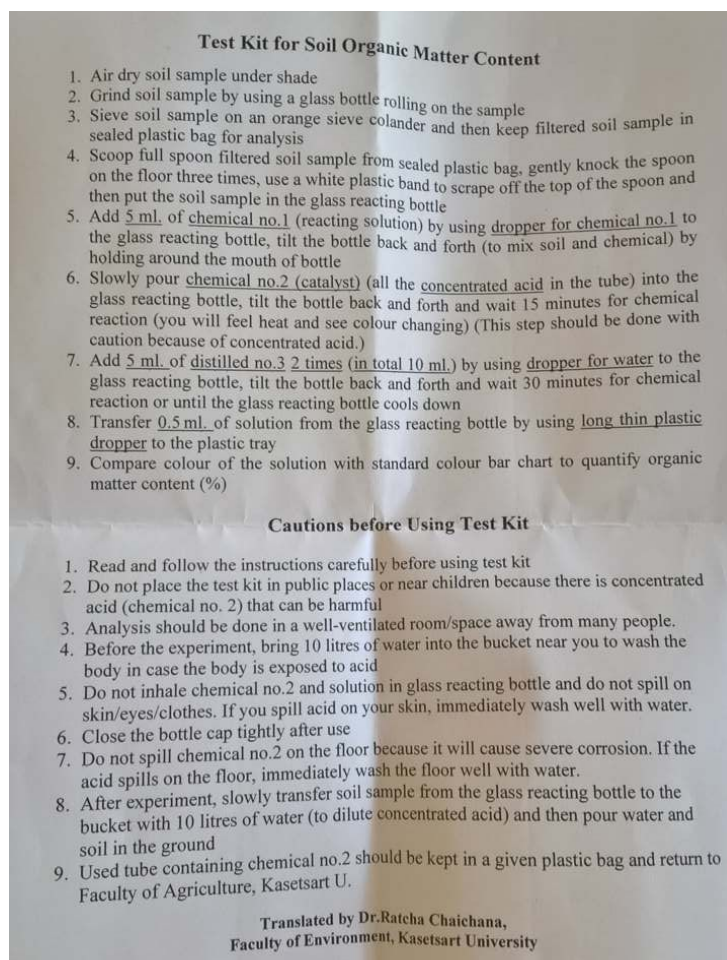 Test Kit for Soil Organic Matter Content
1. Air dry soil sample under shade
2. Grind soil sample by using a glass bottle rolling on the sample
3. Sieve soil sample on an orange sieve colander and then keep filtered soil sample in
sealed plastic bag for analysis
4. Scoop full spoon filtered soil sample from sealed plastic bag, gently knock the spoon
on the floor three times, use a white plastic band to scrape off the top of the spoon and
then put the soil sample in the glass reacting bottle
5. Add 5 ml. of chemical no.1 (reacting solution) by using dropper for chemical no.1 to
the glass reacting bottle, tilt the bottle back and forth (to mix soil and chemical) by
holding around the mouth of bottle
6. Slowly pour chemical no.2 (catalyst) (all the concentrated acid in the tube) into the
glass reacting bottle, tilt the bottle back and forth and wait 15 minutes for chemical
reaction (you will feel heat and see colour changing) (This step should be done with
caution because of concentrated acid.)
7. Add 5 ml. of distilled no.3 2 times (in total 10 ml.) by using dropper for water to the
glass reacting bottle, tilt the bottle back and forth and wait 30 minutes for chemical
reaction or until the glass reacting bottle cools down
8. Transfer 0.5 ml. of solution from the glass reacting bottle by using long thin plastic
dropper to the plastic tray
9. Compare colour of the solution with standard colour bar chart to quantify organic
matter content (%)
Cautions before Using Test Kit
1. Read and follow the instructions carefully before using test kit
2. Do not place the test kit in public places or near children because there is concentrated
acid (chemical no. 2) that can be harmful
3. Analysis should be done in a well-ventilated room/space away from many people.
4. Before the experiment, bring 10 litres of water into the bucket near you to wash the
body in case the body is exposed to acid
5. Do not inhale chemical no.2 and solution in glass reacting bottle and do not spill on
skin/eyes/clothes. If you spill acid on your skin, immediately wash well with water.
6. Close the bottle cap tightly after use
7. Do not spill chemical no.2 on the floor because it will cause severe corrosion. If the
acid spills on the floor, immediately wash the floor well with water.
8. After experiment, slowly transfer soil sample from the glass reacting bottle to the
bucket with 10 litres of water (to dilute concentrated acid) and then pour water and
soil in the ground
9. Used tube containing chemical no.2 should be kept in a given plastic bag and return to
Faculty of Agriculture, Kasetsart U.
Translated by Dr.Ratcha Chaichana,
Faculty of Environment, Kasetsart University